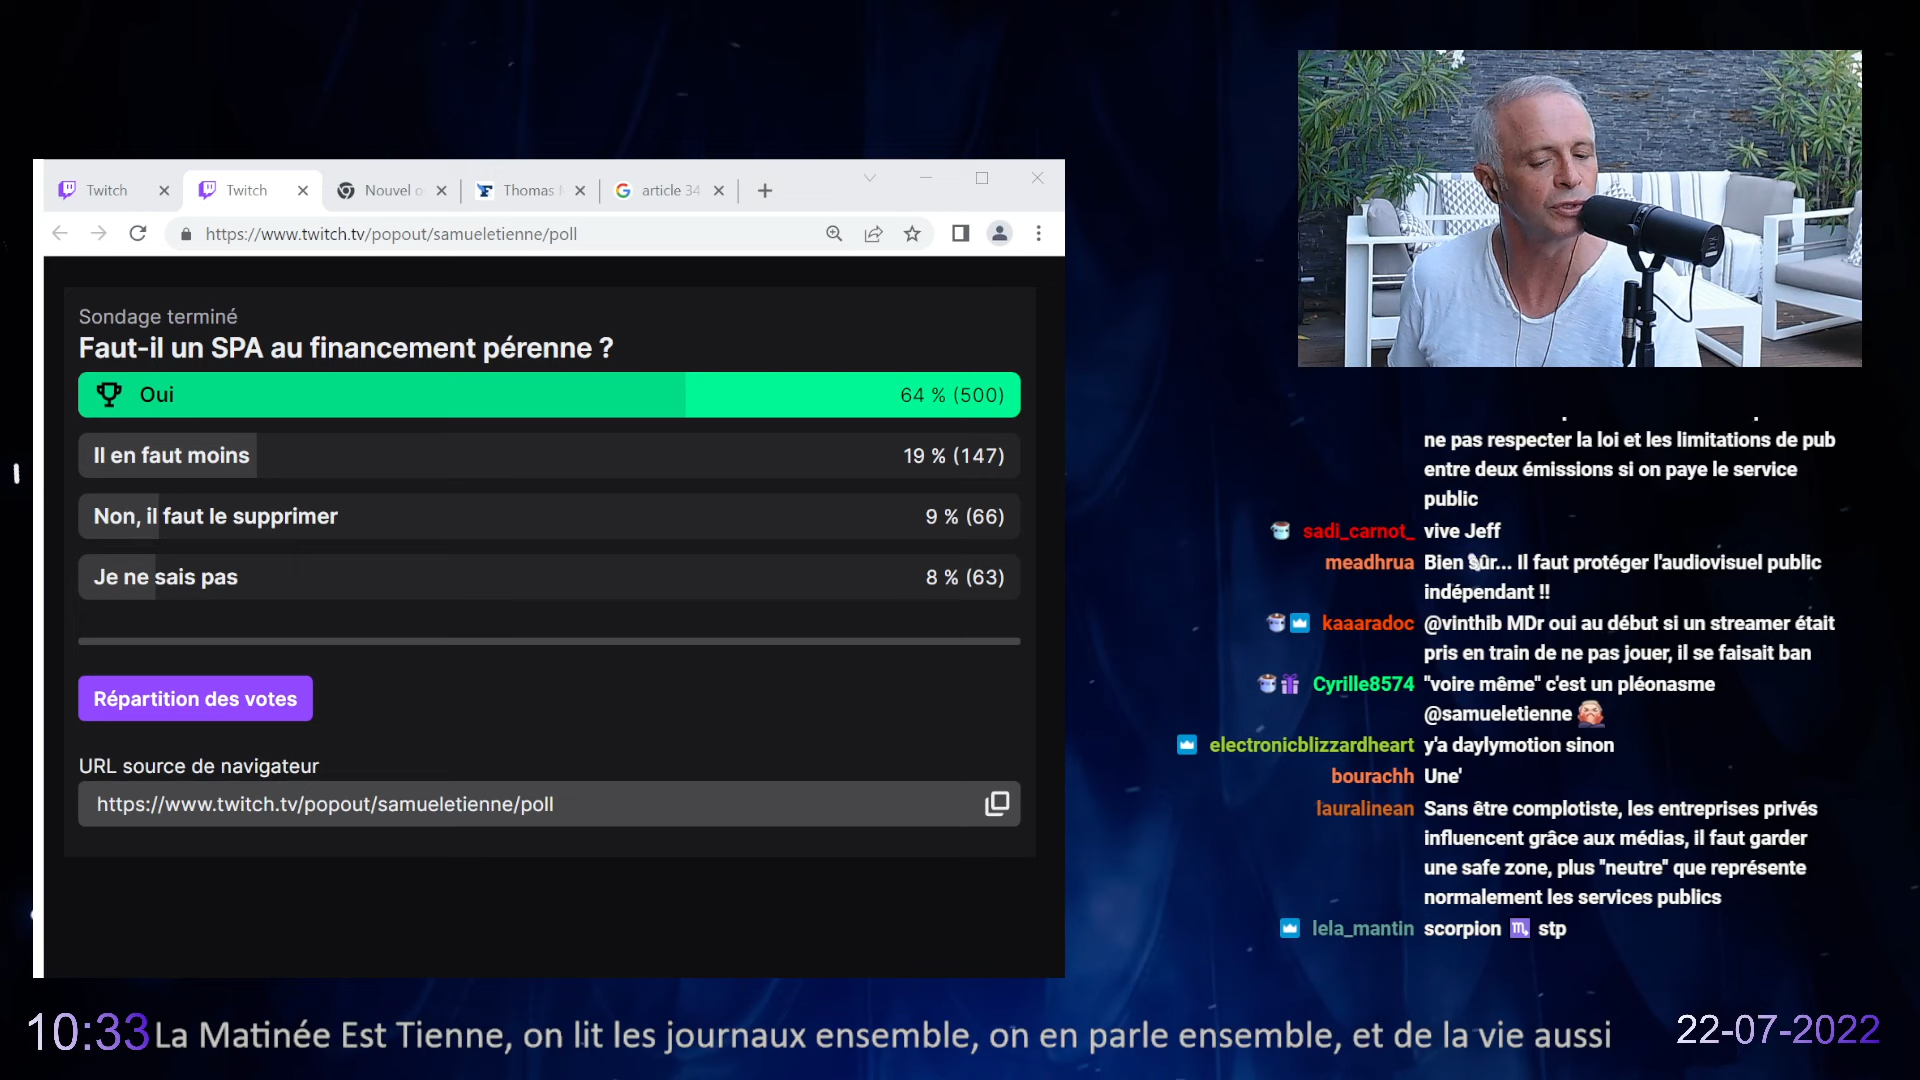 Twitch
Twitch
Nouvel o
Thomas
article 34
https://www.twitch.tv/popout/samueletienne/poll
Sondage terminé
Faut-il un SPA au financement pérenne ?
Oui 64 % (500)
Il en faut moins 19 % (147)
Non, il faut le supprimer 9 % (66)
Je ne sais pas 8 % (63)
Répartition des votes
URL source de navigateur
https://www.twitch.tv/popout/samueletienne/poll
ne pas respecter la loi et les limitations de pub
entre deux émissions si on paye le service
public
sadi_carnot_ vive Jeff
meadhrua Bien sûr... Il faut protéger l'audiovisuel public
indépendant !!
kaaaradoc @vinthib MDr oui au début si un streamer était
pris en train de ne pas jouer, il se faisait ban
Cyrille8574 "voire même" c'est un pléonasme
@samueletienne
electronicblizzardheart y'a daylymotion sinon
bourachh Une'
lauralinean Sans être complotiste, les entreprises privés
influencent grâce aux médias, il faut garder
une safe zone, plus "neutre" que représente
normalement les services publics
lela_mantin scorpion ♏ stp
10:33 La Matinée Est Tienne, on lit les journaux ensemble, on en parle ensemble, et de la vie aussi 22-07-2022